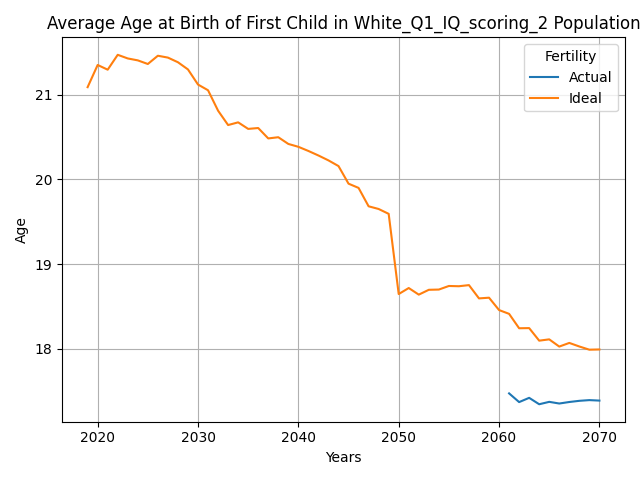 Average Age at Birth of First Child in White_Q1_IQ_scoring_2 Population
Fertility
Actual
Ideal
21
20
19
18
Age
2020 2030 2040 2050 2060 2070
Years